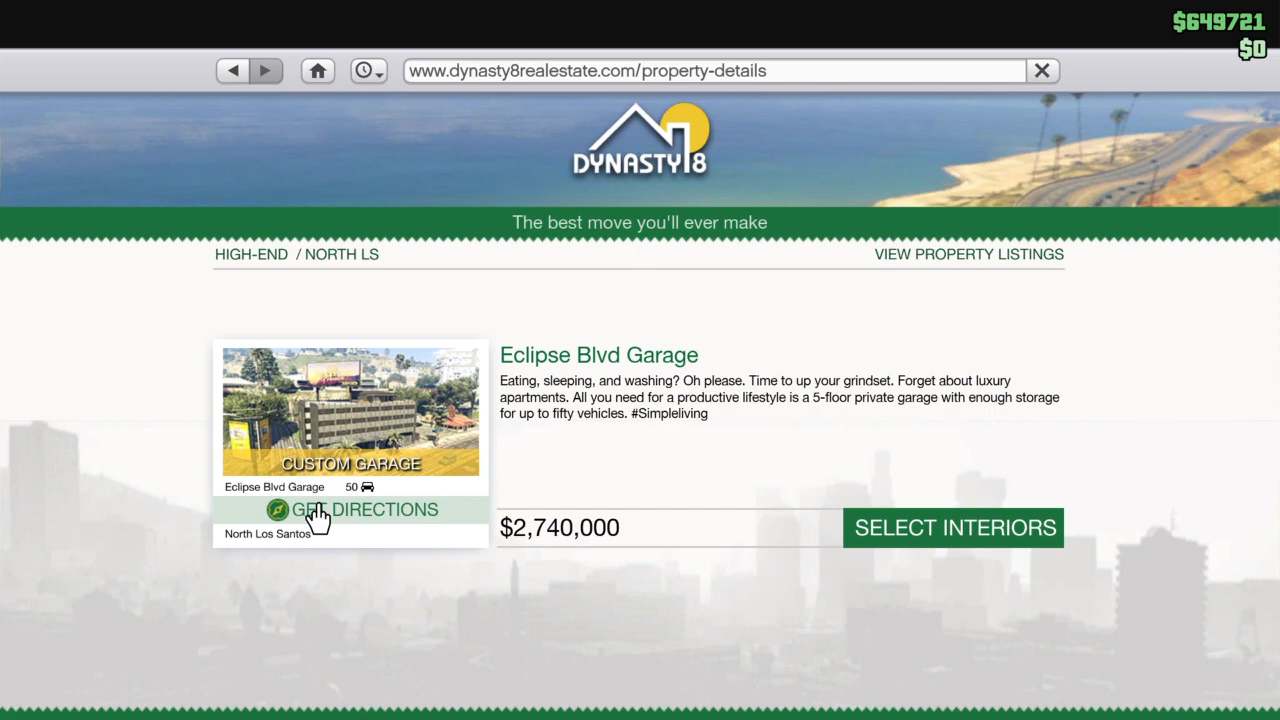 $649721
$0
www.dynasty8realestate.com/property-details
DYNASTY 8
The best move you'll ever make
HIGH-END / NORTH LS
VIEW PROPERTY LISTINGS
CUSTOM GARAGE
Eclipse Blvd Garage 50
GET DIRECTIONS
North Los Santos
Eclipse Blvd Garage
Eating, sleeping, and washing? Oh please. Time to up your grindset. Forget about luxury
apartments. All you need for a productive lifestyle is a 5-floor private garage with enough storage
for up to fifty vehicles. #Simpleliving
$2,740,000
SELECT INTERIORS